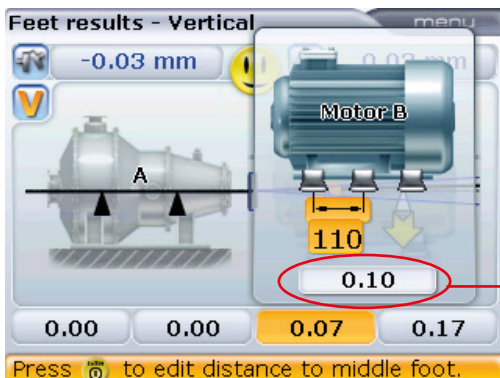 Feet results - Vertical
menu
-0.03 mm
V
Motor B
A
110
0.10
0.00 0.00 0.07 0.17
Press to edit distance to middle foot.